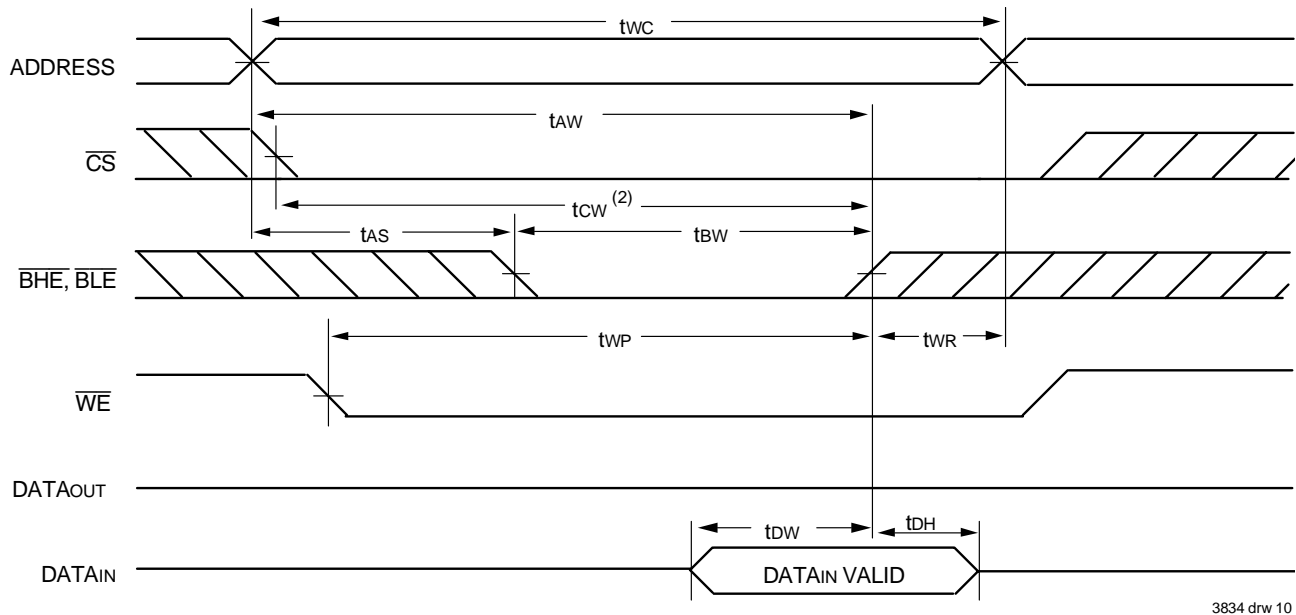 tWC
ADDRESS
tAW
CS
tCW (2)
tAS
tBW
BHE, BLE
tWP
tWR
WE
DATAOUT
tDW
tDH
DATAIN
DATAIN VALID
3834 drw 10